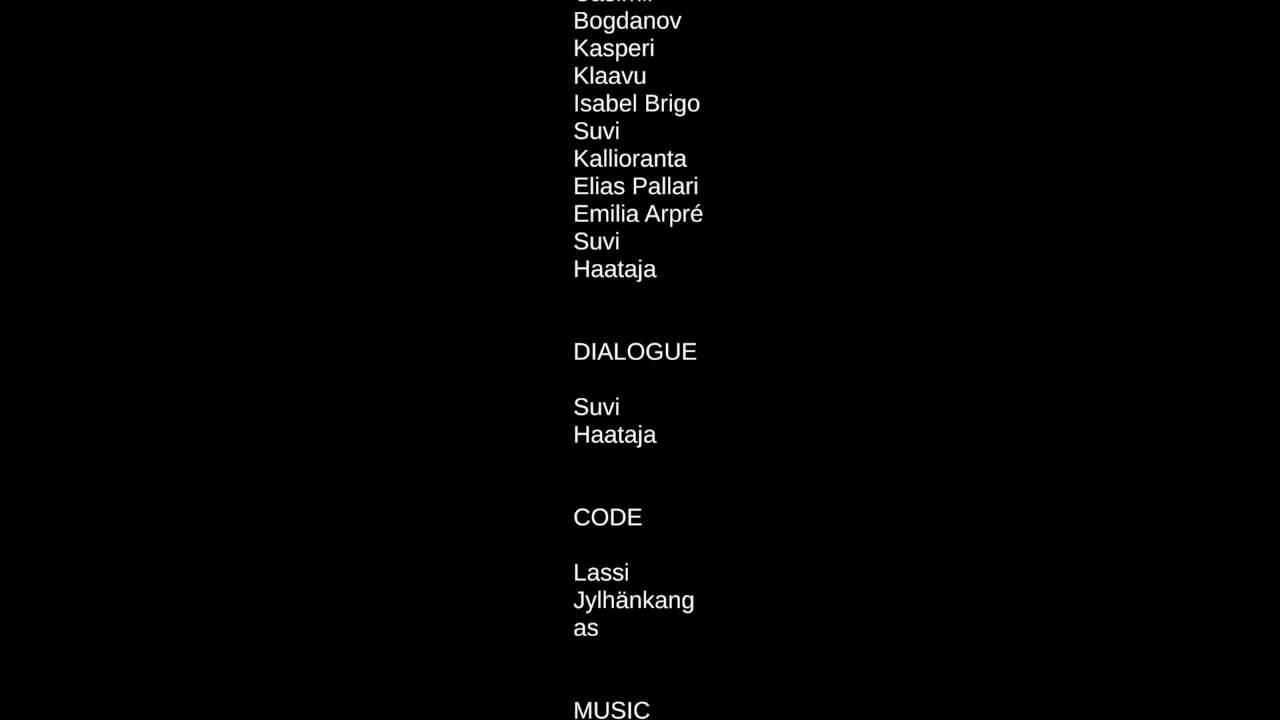 Bogdanov
Kasperi
Klaavu
Isabel Brigo
Suvi
Kallioranta
Elias Pallari
Emilia Arpré
Suvi
Haataja
DIALOGUE
Suvi
Haataja
CODE
Lassi
Jylhänkang
as
MUSIC